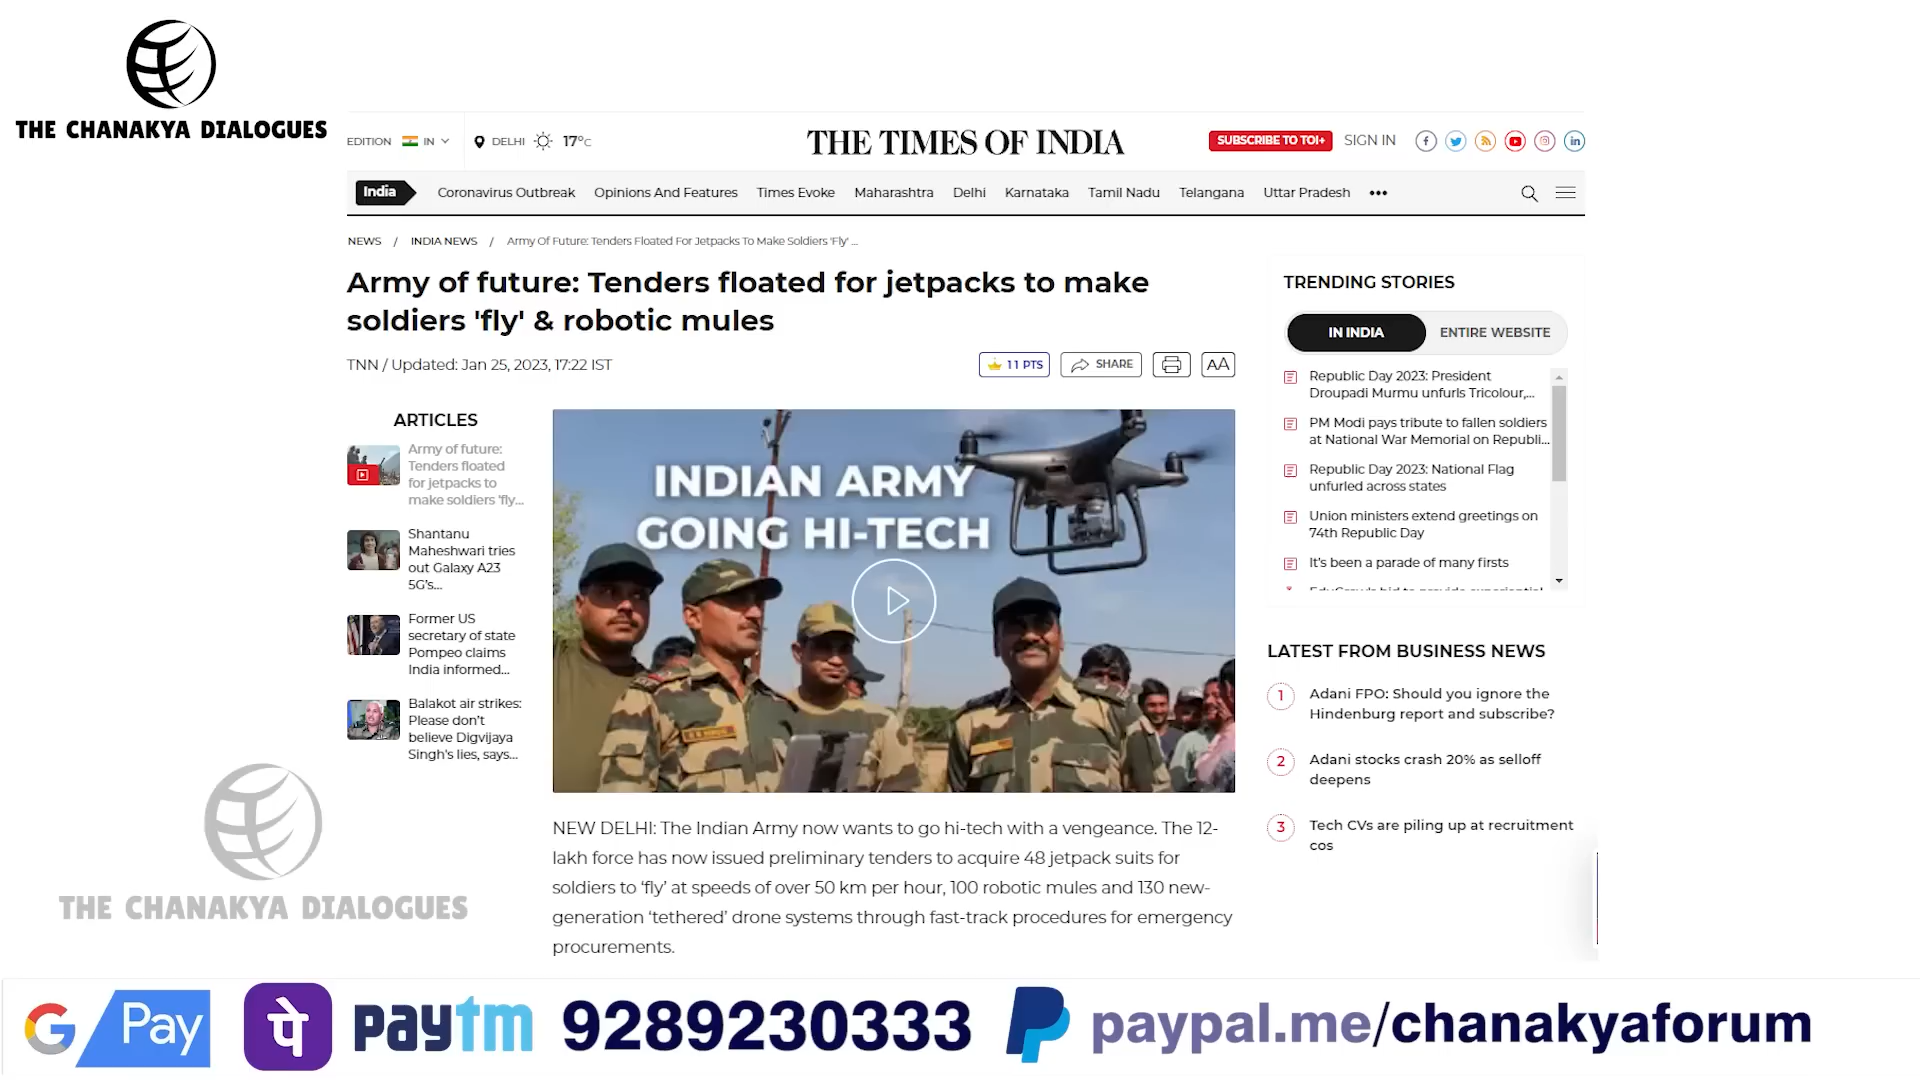 THE CHANAKYA DIALOGUES
EDITION IN DELHI 17°C
THE TIMES OF INDIA
SUBSCRIBE TO TOI+ SIGN IN
India Coronavirus Outbreak Opinions And Features Times Evoke Maharashtra Delhi Karnataka Tamil Nadu Telangana Uttar Pradesh •••
NEWS / INDIA NEWS / Army Of Future: Tenders Floated For Jetpacks To Make Soldiers 'Fly' ...
Army of future: Tenders floated for jetpacks to make
soldiers 'fly' & robotic mules
TNN / Updated: Jan 25, 2023, 17:22 IST
11 PTS SHARE AA
ARTICLES
Army of future:
Tenders floated
for jetpacks to
make soldiers 'fly...
Shantanu
Maheshwari tries
out Galaxy A23
5G's...
Former US
secretary of state
Pompeo claims
India informed...
Balakot air strikes:
Please don't
believe Digvijaya
Singh's lies, says...
INDIAN ARMY
GOING HI-TECH
NEW DELHI: The Indian Army now wants to go hi-tech with a vengeance. The 12-
lakh force has now issued preliminary tenders to acquire 48 jetpack suits for
soldiers to ‘fly’ at speeds of over 50 km per hour, 100 robotic mules and 130 new-
generation ‘tethered’ drone systems through fast-track procedures for emergency
procurements.
TRENDING STORIES
IN INDIA ENTIRE WEBSITE
Republic Day 2023: President
Droupadi Murmu unfurls Tricolour,...
PM Modi pays tribute to fallen soldiers
at National War Memorial on Republi...
Republic Day 2023: National Flag
unfurled across states
Union ministers extend greetings on
74th Republic Day
It's been a parade of many firsts
LATEST FROM BUSINESS NEWS
1 Adani FPO: Should you ignore the
Hindenburg report and subscribe?
2 Adani stocks crash 20% as selloff
deepens
3 Tech CVs are piling up at recruitment
cos
THE CHANAKYA DIALOGUES
G Pay पे paytm 9289230333 paypal.me/chanakyaforum